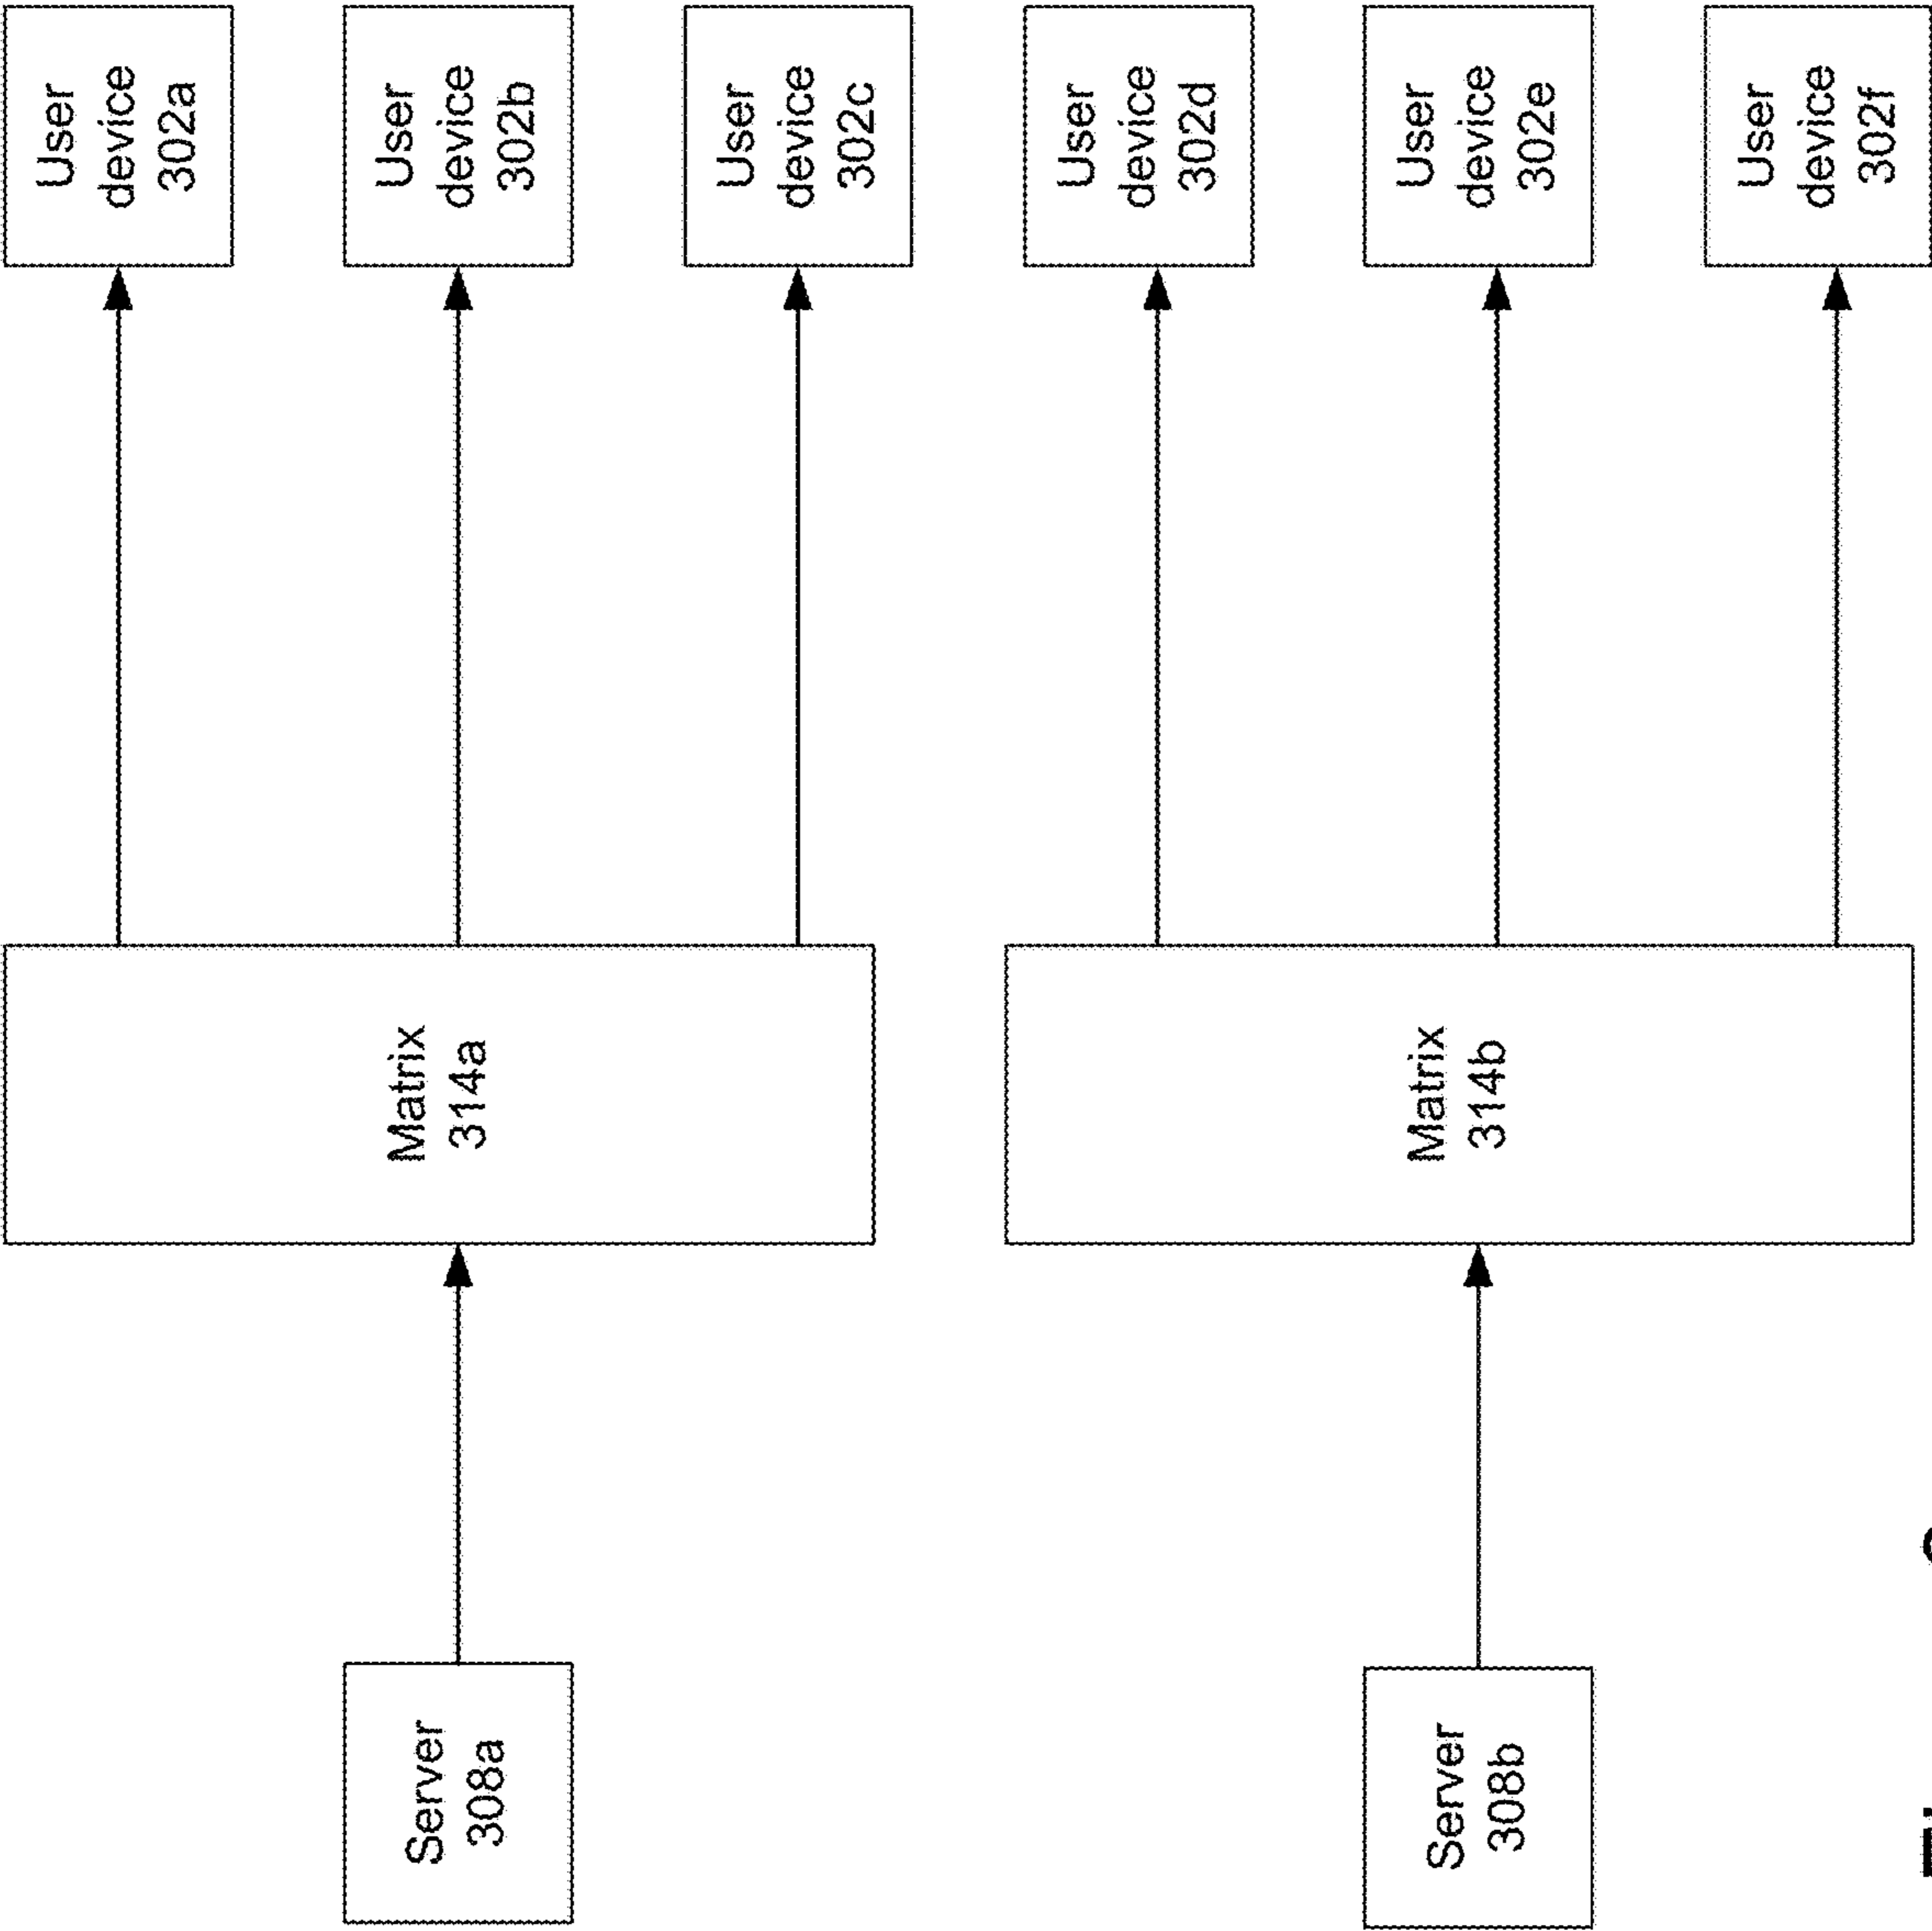 User
device
302a
User
device
302b
User
device
302c
User
device
302d
User
device
302e
User
device
302f
Matrix
314a
Matrix
314b
Server
308a
Server
308b